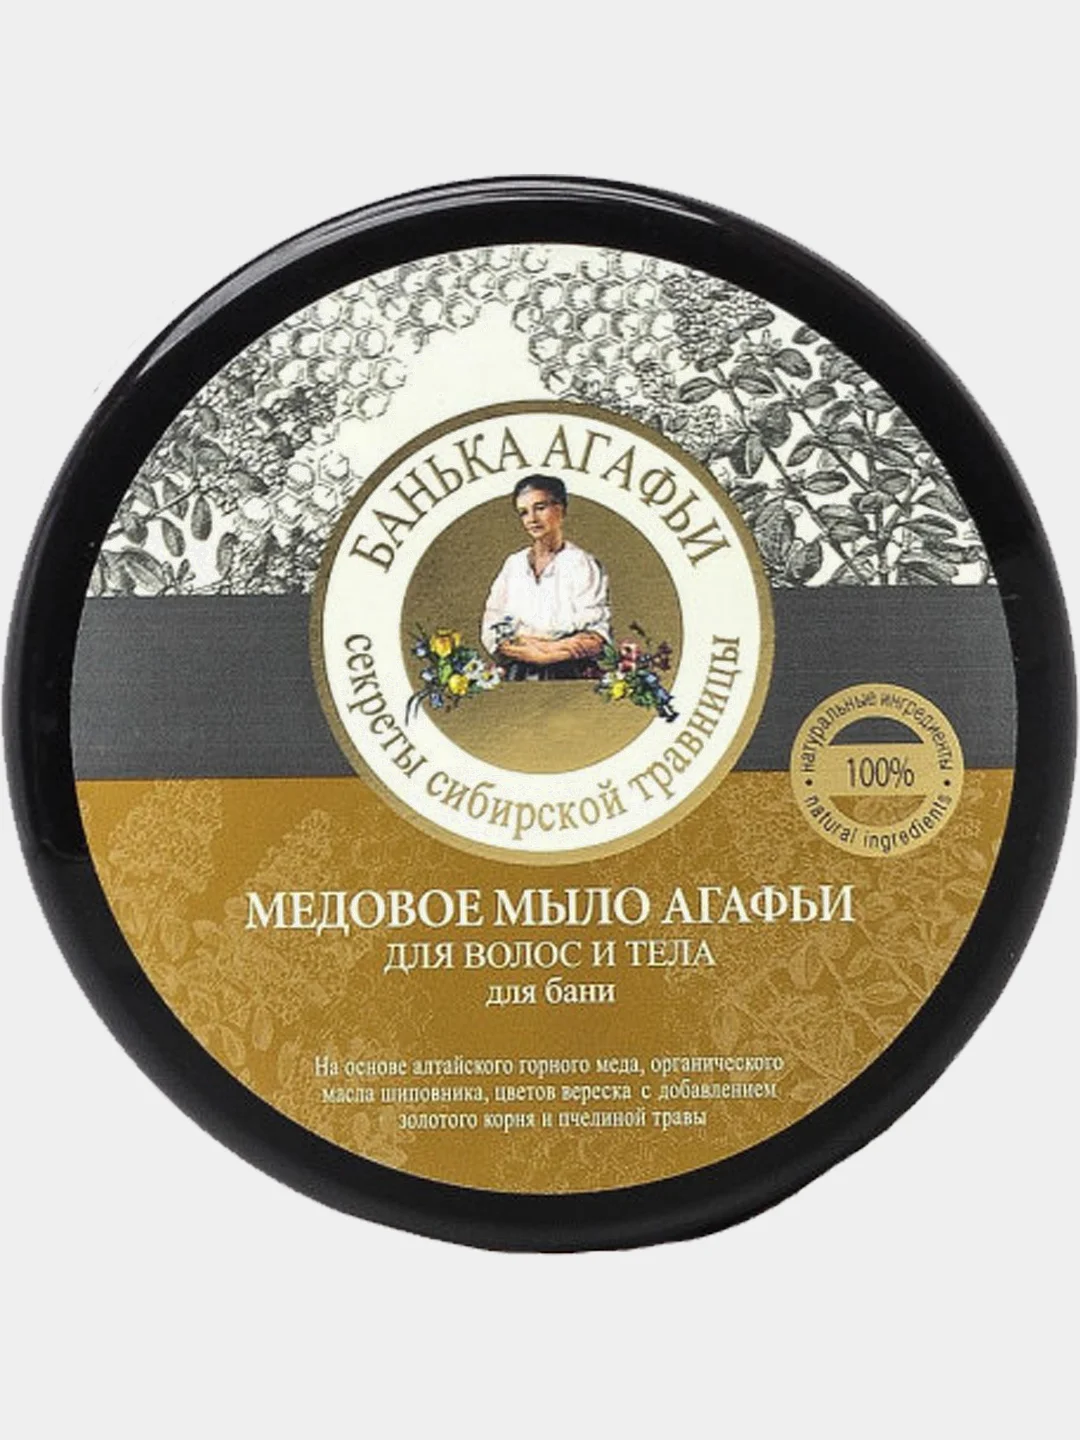 БАНЬКА АГАФЬИ
секреты сибирской травницы
натуральные ингредиенты
100%
natural ingredients
МЕДОВОЕ МЫЛО АГАФЬИ
ДЛЯ ВОЛОС И ТЕЛА
для бани
На основе алтайского горного меда, органического
масла шиповника, цветов вереска с добавлением
золотого корня и пчелиной травы